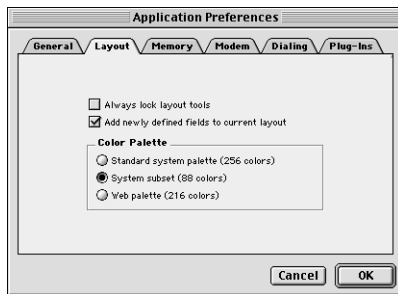 Application Preferences
General Layout Memory Modem Dialing Plug-Ins
Always lock layout tools
Add newly defined fields to current layout
Color Palette
Standard system palette (256 colors)
System subset (88 colors)
Web palette (216 colors)
Cancel OK